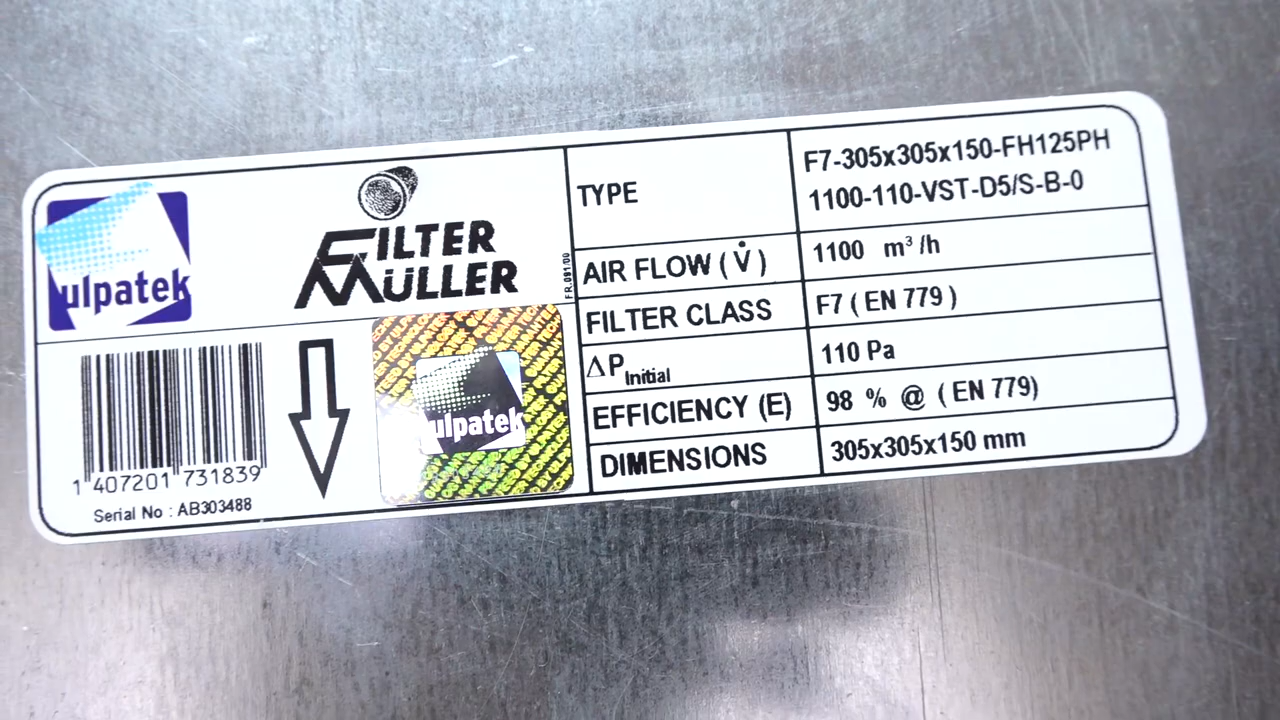 ulpatek
FILTER
MÜLLER
FR.091/00
1 407201 731839
Serial No : AB303488
ulpatek
TYPE
F7-305x305x150-FH125PH
1100-110-VST-D5/S-B-0
AIR FLOW ( V̇ )
1100 m³ /h
FILTER CLASS
F7 ( EN 779 )
ΔP Initial
110 Pa
EFFICIENCY (E)
98 % @ ( EN 779)
DIMENSIONS
305x305x150 mm